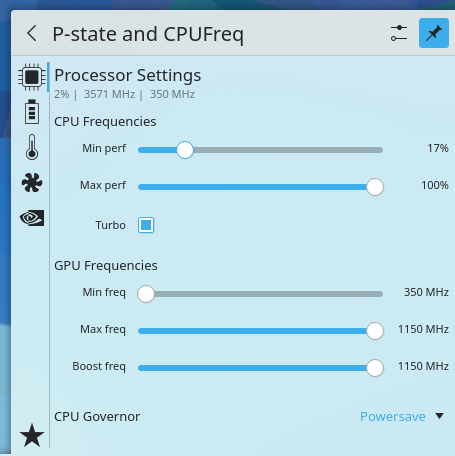 P-state and CPUFreq
Processor Settings
2% | 3571 MHz | 350 MHz
CPU Frequencies
Min perf 17%
Max perf 100%
Turbo
GPU Frequencies
Min freq 350 MHz
Max freq 1150 MHz
Boost freq 1150 MHz
CPU Governor Powersave